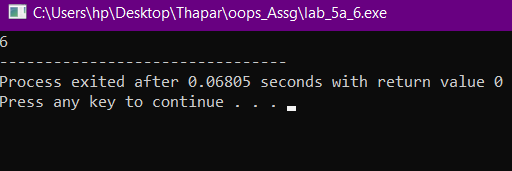 C:\Users\hp\Desktop\Thapar\oops_Assg\lab_5a_6.exe
6
--------------------------------
Process exited after 0.06805 seconds with return value 0
Press any key to continue . . .